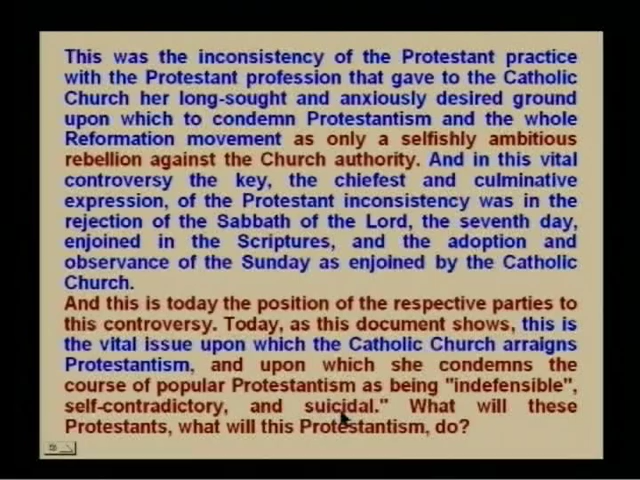 This was the inconsistency of the Protestant practice
with the Protestant profession that gave to the Catholic
Church her long-sought and anxiously desired ground
upon which to condemn Protestantism and the whole
Reformation movement as only a selfishly ambitious
rebellion against the Church authority. And in this vital
controversy the key, the chiefest and culminative
expression, of the Protestant inconsistency was in the
rejection of the Sabbath of the Lord, the seventh day,
enjoined in the Scriptures, and the adoption and
observance of the Sunday as enjoined by the Catholic
Church.
And this is today the position of the respective parties to
this controversy. Today, as this document shows, this is
the vital issue upon which the Catholic Church arraigns
Protestantism, and upon which she condemns the
course of popular Protestantism as being "indefensible",
self-contradictory, and suicidal." What will these
Protestants, what will this Protestantism, do?